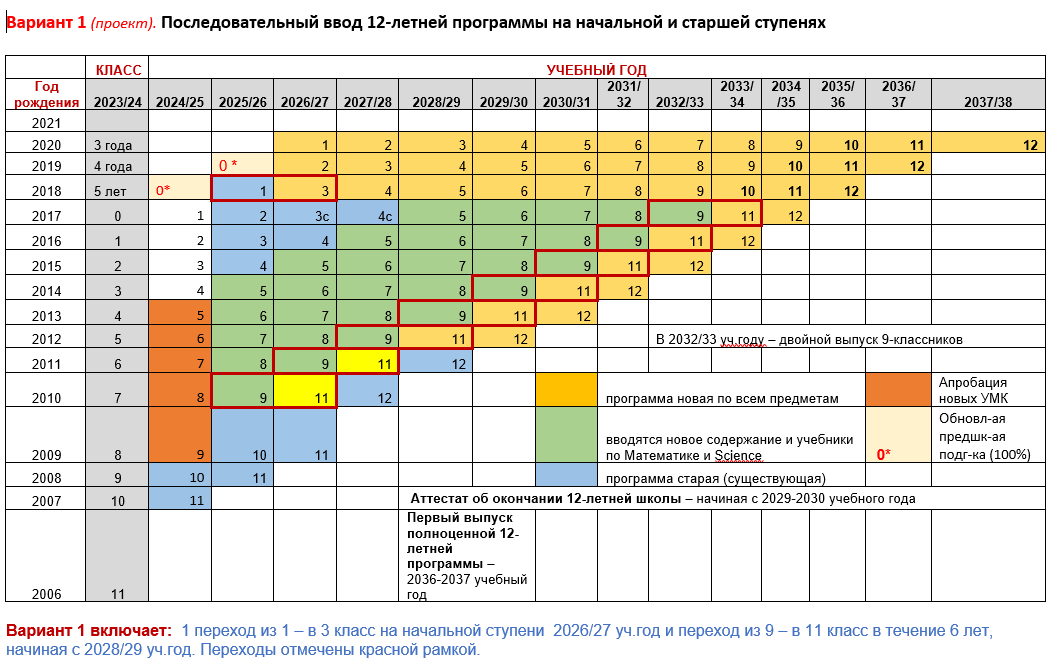 Вариант 1 (проект). Последовательный ввод 12-летней программы на начальной и старшей ступенях
КЛАСС УЧЕБНЫЙ ГОД
Год рождения 2023/24 2024/25 2025/26 2026/27 2027/28 2028/29 2029/30 2030/31 2031/32 2032/33 2033/34 2034/35 2035/36 2036/37 2037/38
2021
2020 3 года 1 2 3 4 5 6 7 8 9 10 11 12
2019 4 года 0 * 2 3 4 5 6 7 8 9 10 11 12
2018 5 лет 0* 1 3 4 5 6 7 8 9 10 11 12
2017 0 1 2 3с 4с 5 6 7 8 9 11 12
2016 1 2 3 4 5 6 7 8 9 11 12
2015 2 3 4 5 6 7 8 9 11 12
2014 3 4 5 6 7 8 9 11 12
2013 4 5 6 7 8 9 11 12
2012 5 6 7 8 9 11 12 В 2032/33 уч.году – двойной выпуск 9-классников
2011 6 7 8 9 11 12
2010 7 8 9 11 12 программа новая по всем предметам Апробация новых УМК
2009 8 9 10 11 вводятся новое содержание и учебники по Математике и Science 0* Обновл-ая предшк-ая подг-ка (100%)
2008 9 10 11 программа старая (существующая)
2007 10 11 Аттестат об окончании 12-летней школы – начиная с 2029-2030 учебного года
2006 11 Первый выпуск полноценной 12-летней программы – 2036-2037 учебный год
Вариант 1 включает: 1 переход из 1 – в 3 класс на начальной ступени 2026/27 уч.год и переход из 9 – в 11 класс в течение 6 лет,
начиная с 2028/29 уч.год. Переходы отмечены красной рамкой.